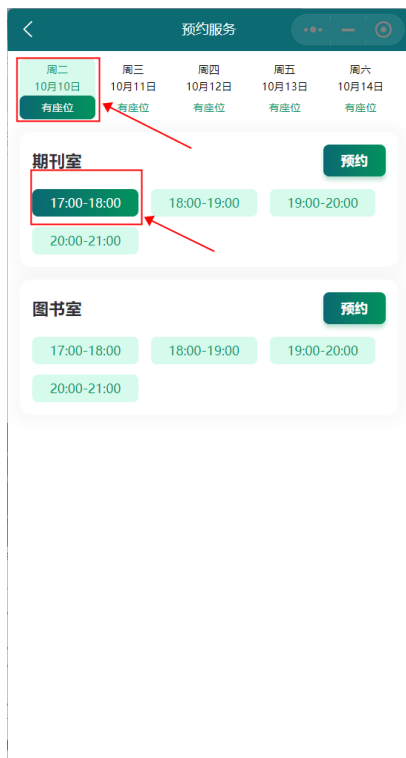 预约服务
周二 周三 周四 周五 周六
10月10日 10月11日 10月12日 10月13日 10月14日
有座位 有座位 有座位 有座位 有座位
期刊室 预约
17:00-18:00 18:00-19:00 19:00-20:00
20:00-21:00
图书室 预约
17:00-18:00 18:00-19:00 19:00-20:00
20:00-21:00